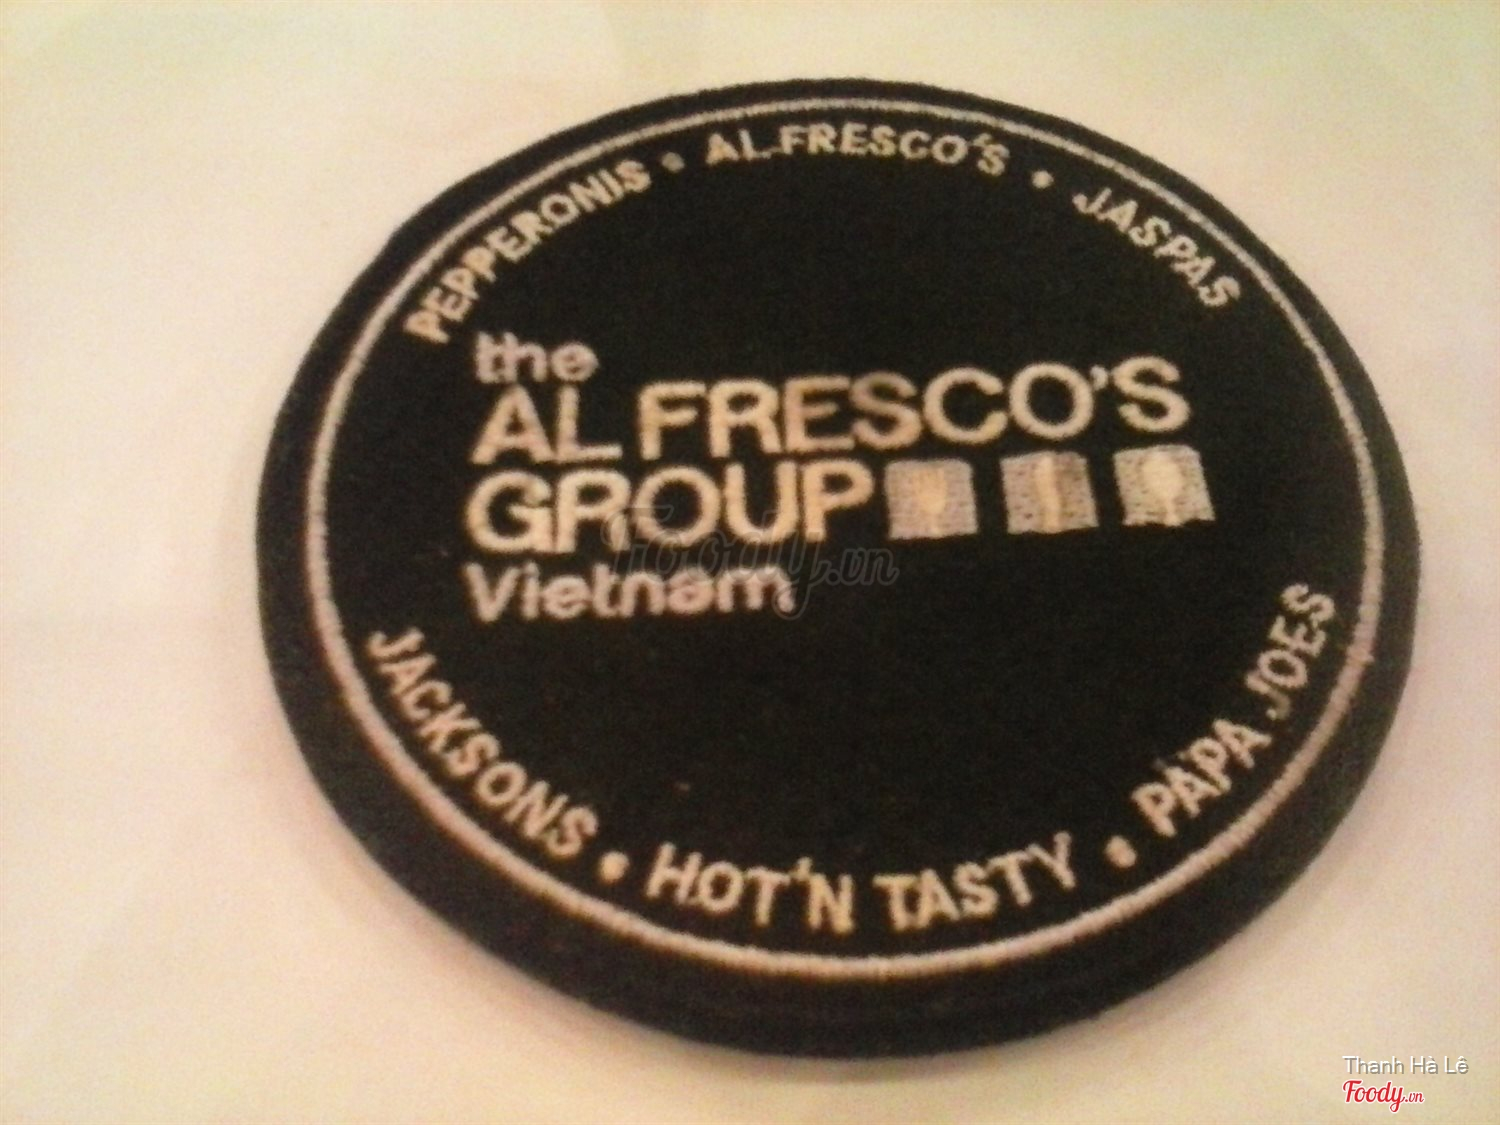 PEPPERONIS • AL FRESCO'S • JASPAS
the
AL FRESCO'S
GROUP
Vietnam
JACKSONS • HOT'N TASTY • PAPA JOES
Foody.vn
Thanh Hà Lê
Foody.vn